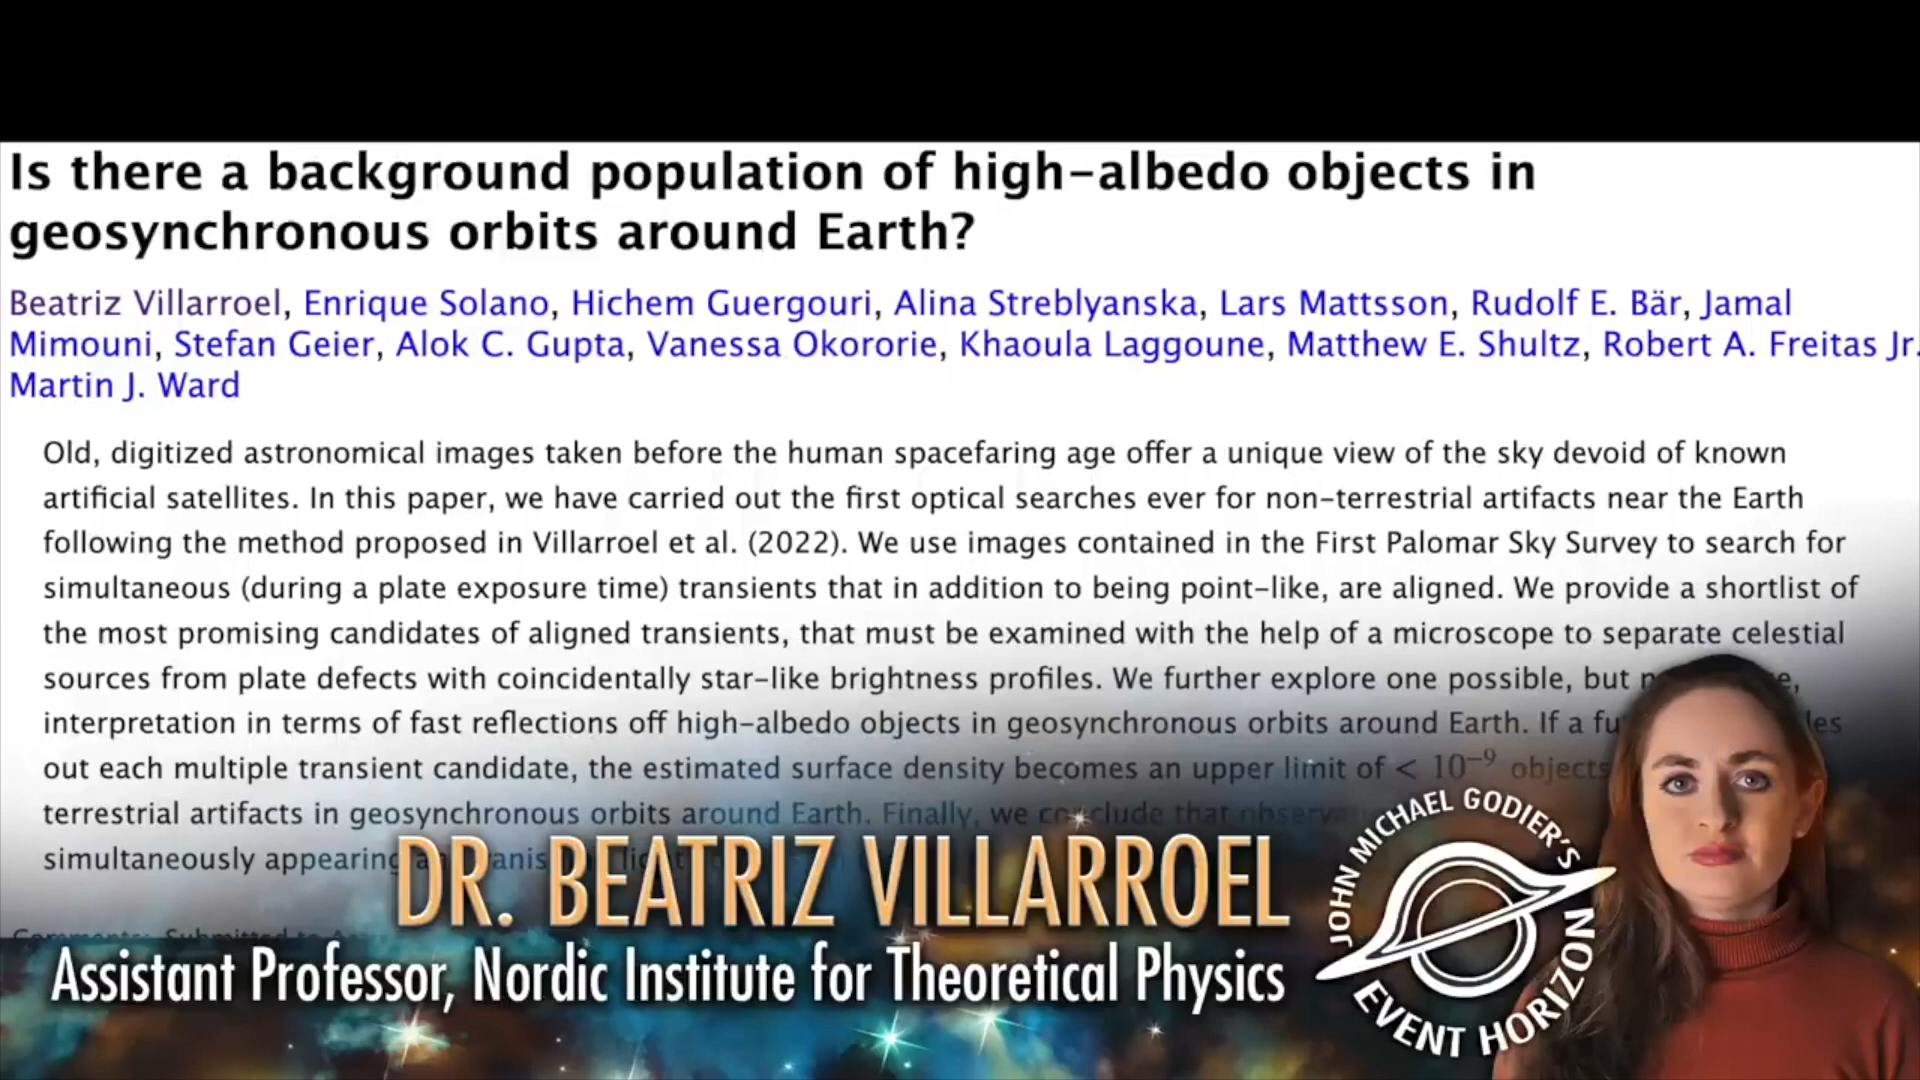 Is there a background population of high-albedo objects in
geosynchronous orbits around Earth?
Beatriz Villarroel, Enrique Solano, Hichem Guergouri, Alina Streblyanska, Lars Mattsson, Rudolf E. Bär, Jamal
Mimouni, Stefan Geier, Alok C. Gupta, Vanessa Okororie, Khaoula Laggoune, Matthew E. Shultz, Robert A. Freitas Jr.
Martin J. Ward
Old, digitized astronomical images taken before the human spacefaring age offer a unique view of the sky devoid of known
artificial satellites. In this paper, we have carried out the first optical searches ever for non-terrestrial artifacts near the Earth
following the method proposed in Villarroel et al. (2022). We use images contained in the First Palomar Sky Survey to search for
simultaneous (during a plate exposure time) transients that in addition to being point-like, are aligned. We provide a shortlist of
the most promising candidates of aligned transients, that must be examined with the help of a microscope to separate celestial
sources from plate defects with coincidentally star-like brightness profiles. We further explore one possible, but
interpretation in terms of fast reflections off high-albedo objects in geosynchronous orbits around Earth. If a
out each multiple transient candidate, the estimated surface density becomes an upper limit of < 10⁻⁹ objects
terrestrial artifacts in geosynchronous orbits around Earth. Finally, we conclude that
simultaneously appearing
DR. BEATRIZ VILLARROEL
Assistant Professor, Nordic Institute for Theoretical Physics
JOHN MICHAEL GODIER'S
EVENT HORIZON